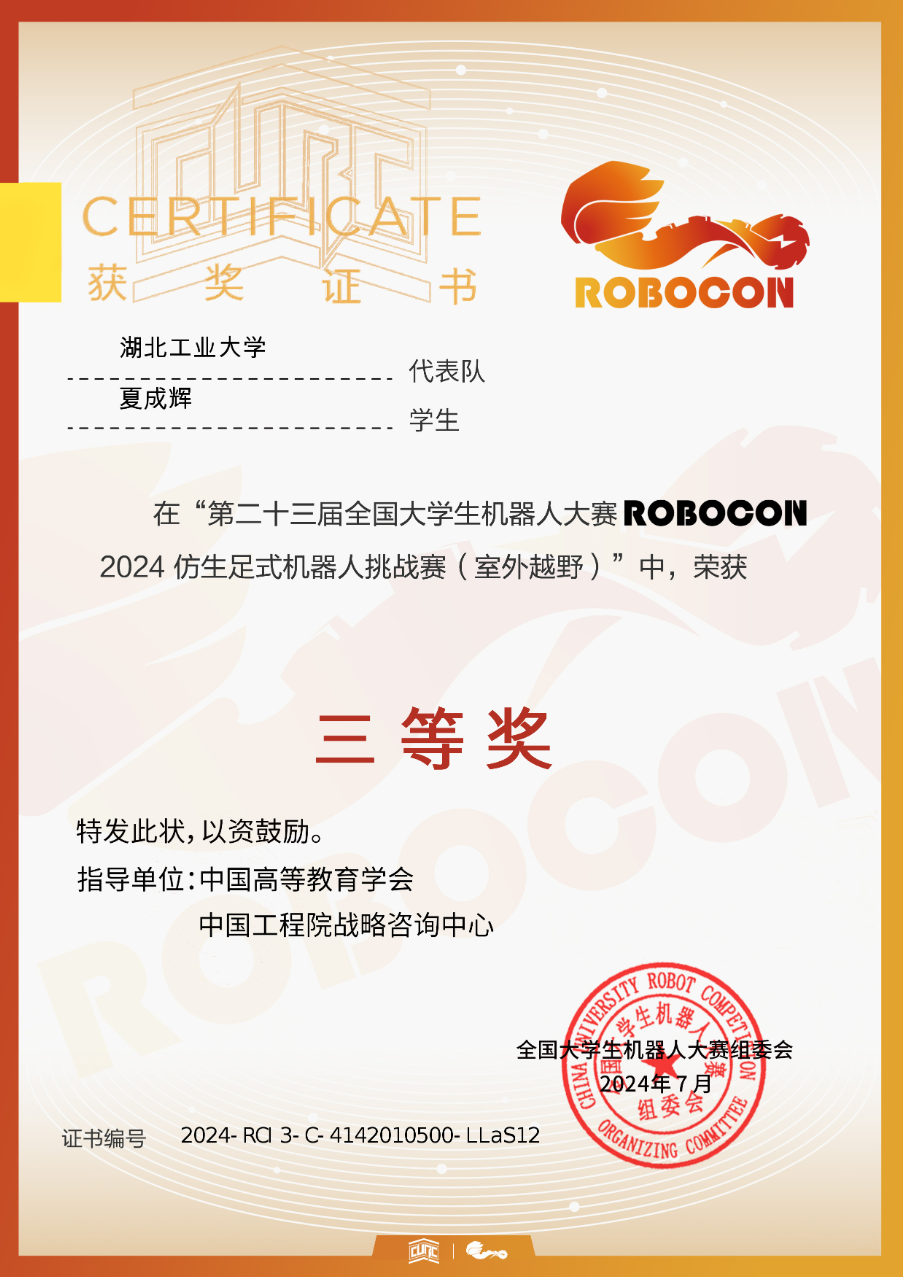 CURC
CERTIFICATE
获奖证书
ROBOCON
湖北工业大学
代表队
夏成辉
学生
在“第二十三届全国大学生机器人大赛 ROBOCON
2024 仿生足式机器人挑战赛（室外越野）”中，荣获
三等奖
特发此状，以资鼓励。
指导单位：中国高等教育学会
中国工程院战略咨询中心
全国大学生机器人大赛组委会
2024年7月
CHINA UNIVERSITY ROBOT COMPETICTION
全国大学生机器人大赛
组委会
ORGANIZING COMMITTEE
证书编号 2024-RCI3-C-4142010500-LLaS12
ROBOCON
CURC